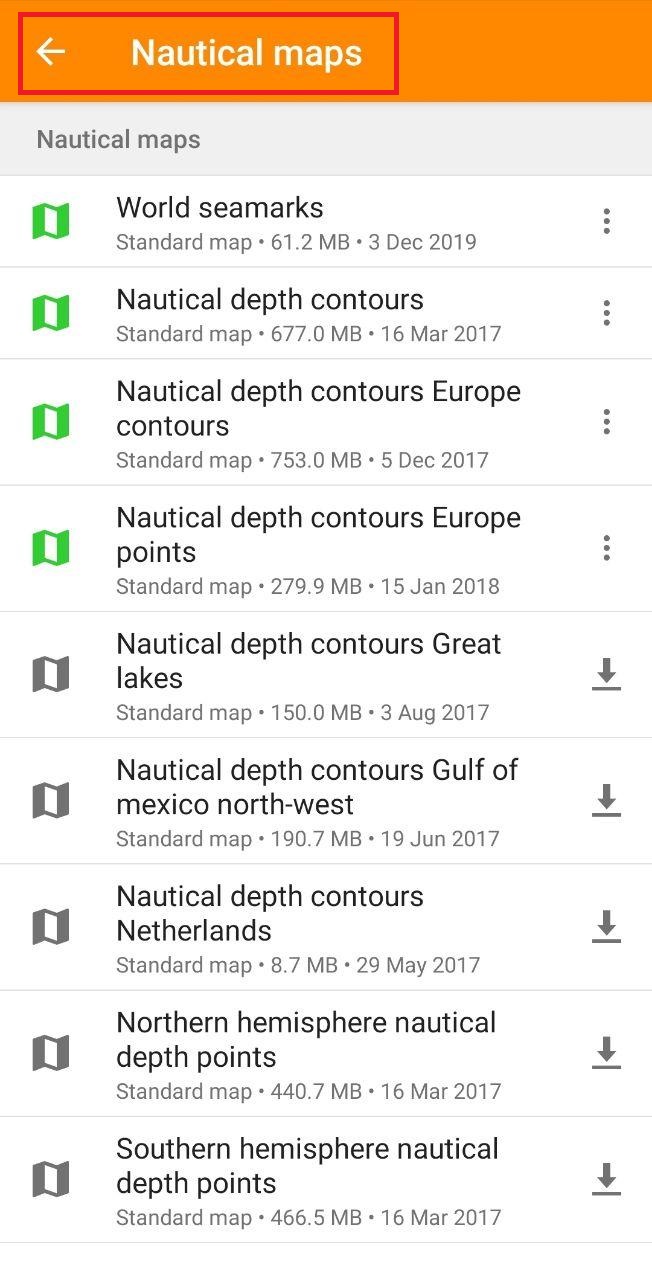 Nautical maps
Nautical maps
World seamarks
Standard map • 61.2 MB • 3 Dec 2019
Nautical depth contours
Standard map • 677.0 MB • 16 Mar 2017
Nautical depth contours Europe
contours
Standard map • 753.0 MB • 5 Dec 2017
Nautical depth contours Europe
points
Standard map • 279.9 MB • 15 Jan 2018
Nautical depth contours Great
lakes
Standard map • 150.0 MB • 3 Aug 2017
Nautical depth contours Gulf of
mexico north-west
Standard map • 190.7 MB • 19 Jun 2017
Nautical depth contours
Netherlands
Standard map • 8.7 MB • 29 May 2017
Northern hemisphere nautical
depth points
Standard map • 440.7 MB • 16 Mar 2017
Southern hemisphere nautical
depth points
Standard map • 466.5 MB • 16 Mar 2017